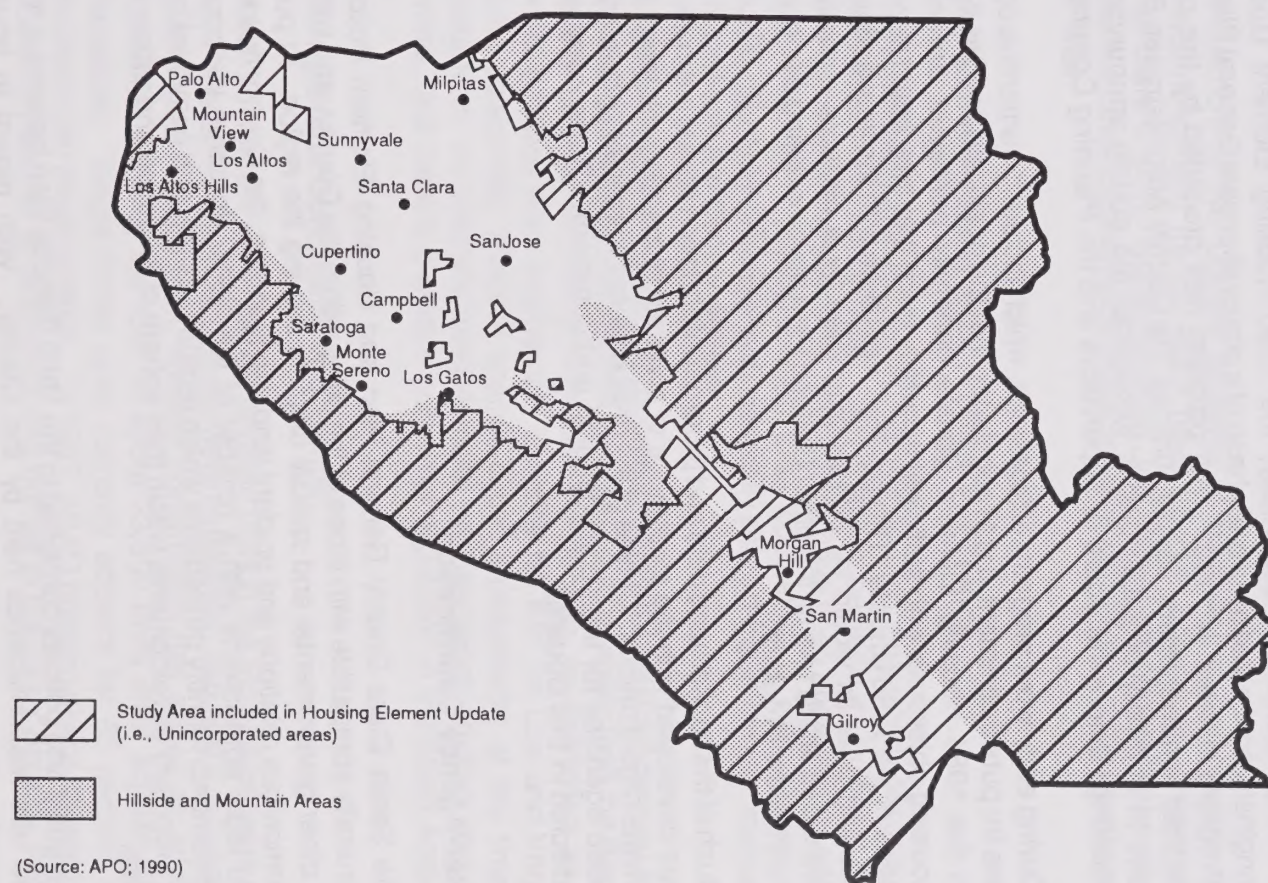 Palo Alto
Milpitas
Mountain
View
Sunnyvale
Los Altos
Los Altos Hills
Santa Clara
Cupertino
SanJose
Campbell
Saratoga
Monte
Sereno
Los Gatos
Morgan
Hill
San Martin
Gilroy
Study Area included in Housing Element Update
(i.e., Unincorporated areas)
Hillside and Mountain Areas
(Source: APO; 1990)